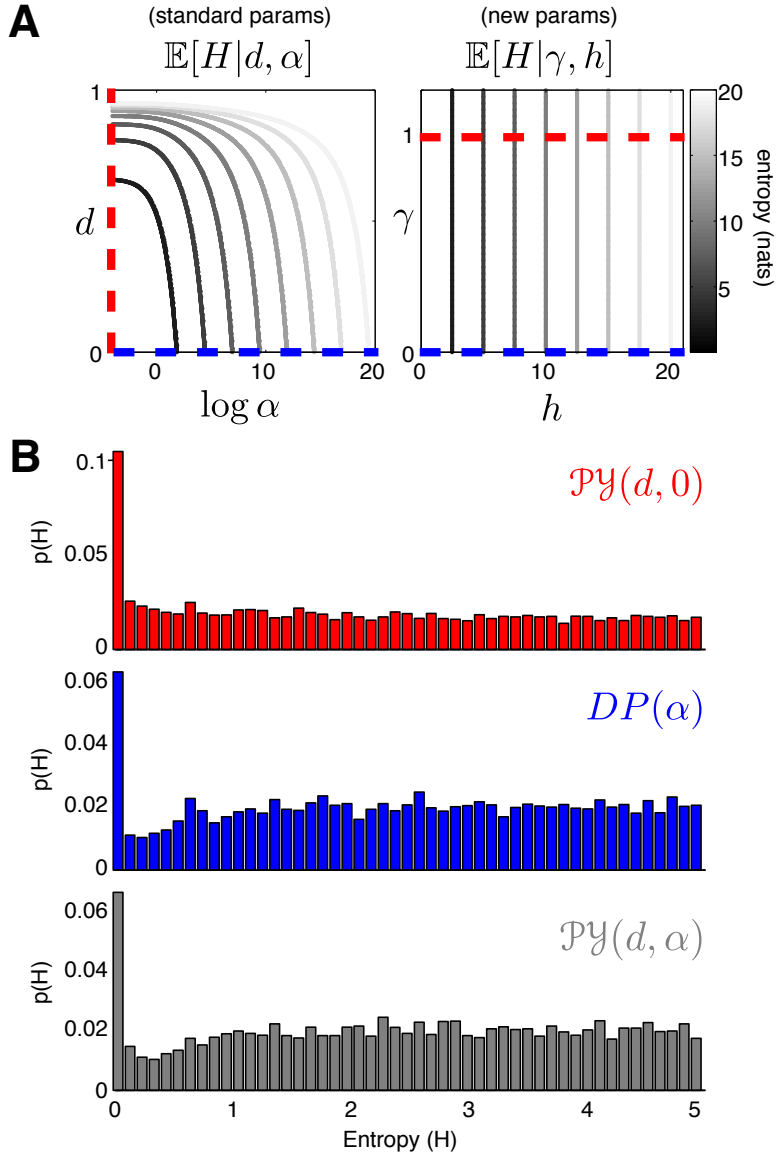 A
(standard params)
(new params)
𝔼[H|d, α]
𝔼[H|γ, h]
1
d
0
0
10
20
log α
1
γ
0
0
10
20
h
20
15
10
5
entropy (nats)
B
0.1
0.05
0
p(H)
𝒫𝒴(d, 0)
0.06
0.04
0.02
0
p(H)
DP(α)
0.06
0.04
0.02
0
p(H)
𝒫𝒴(d, α)
0 1 2 3 4 5
Entropy (H)